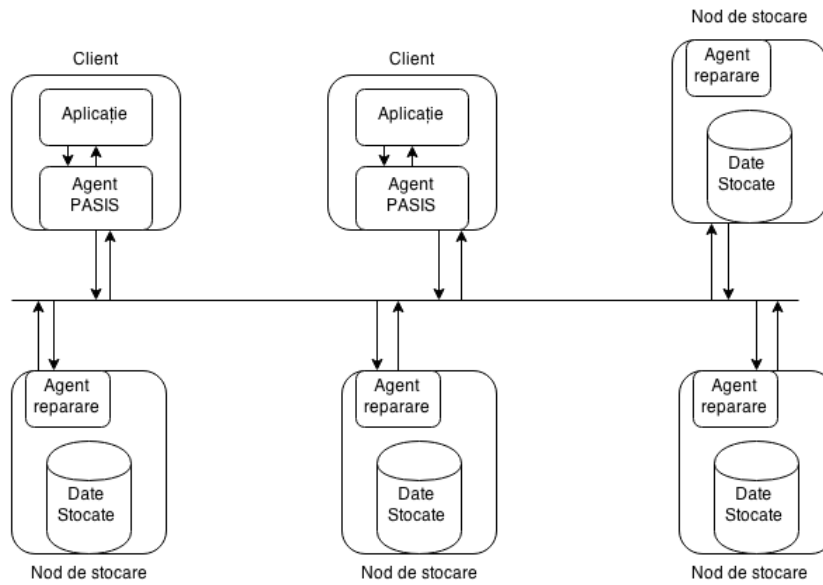 Nod de stocare
Client
Client
Agent
reparare
Aplicație
Aplicație
Date
Stocate
Agent
PASIS
Agent
PASIS
Agent
reparare
Agent
reparare
Agent
reparare
Date
Stocate
Date
Stocate
Date
Stocate
Nod de stocare
Nod de stocare
Nod de stocare